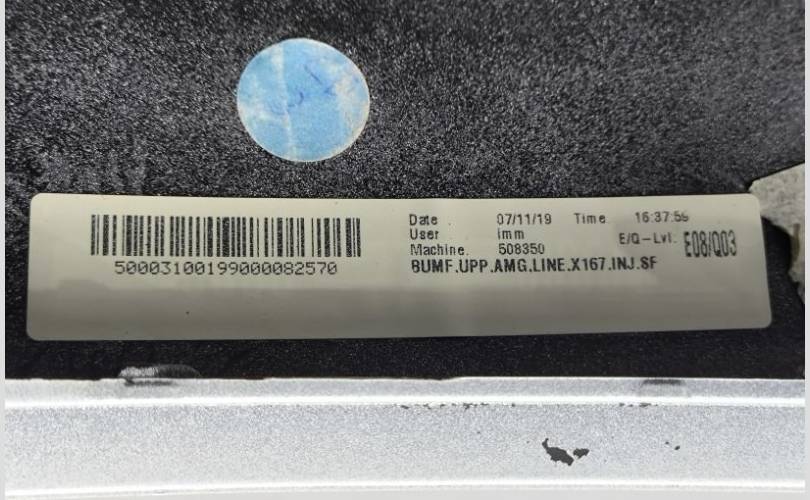 Date 07/11/19 Time 16:37:59
User imm
Machine. 508350
E/Q-Lvl. E08/Q03
50003100199000082570
BUMF.UPP.AMG.LINE.X167.INJ.SF